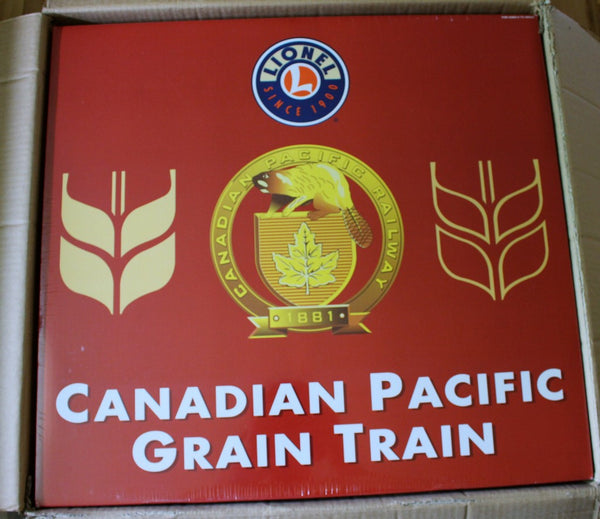 LIONEL
L
SINCE 1900
CANADIAN PACIFIC RAILWAY
1881
CANADIAN PACIFIC
GRAIN TRAIN